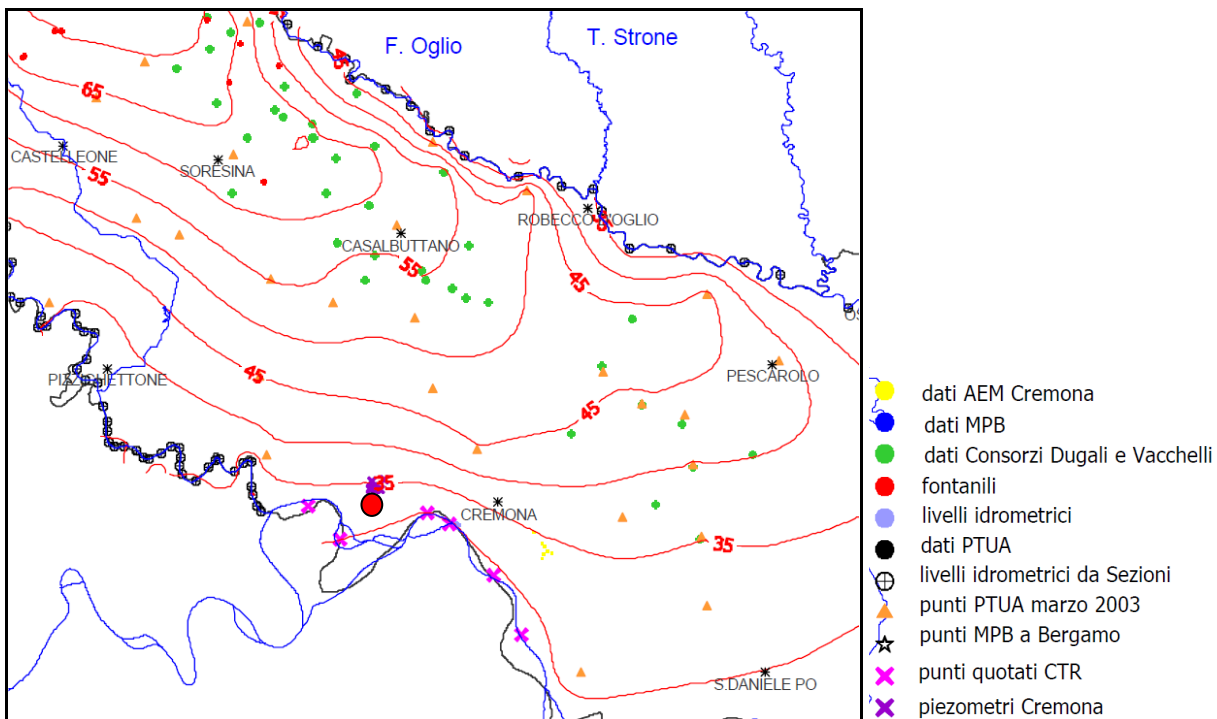 F. Oglio
T. Strone
45
65
CASTELLEONE
SORESINA
55
ROBECCO D'OGLIO
35
CASALBUTTANO
55
45
PIZZIGHETTONE
45
PESCAROLO
45
35
CREMONA
35
S.DANIELE PO
dati AEM Cremona
dati MPB
dati Consorzi Dugali e Vacchelli
fontanili
livelli idrometrici
dati PTUA
livelli idrometrici da Sezioni
punti PTUA marzo 2003
punti MPB a Bergamo
punti quotati CTR
piezometri Cremona